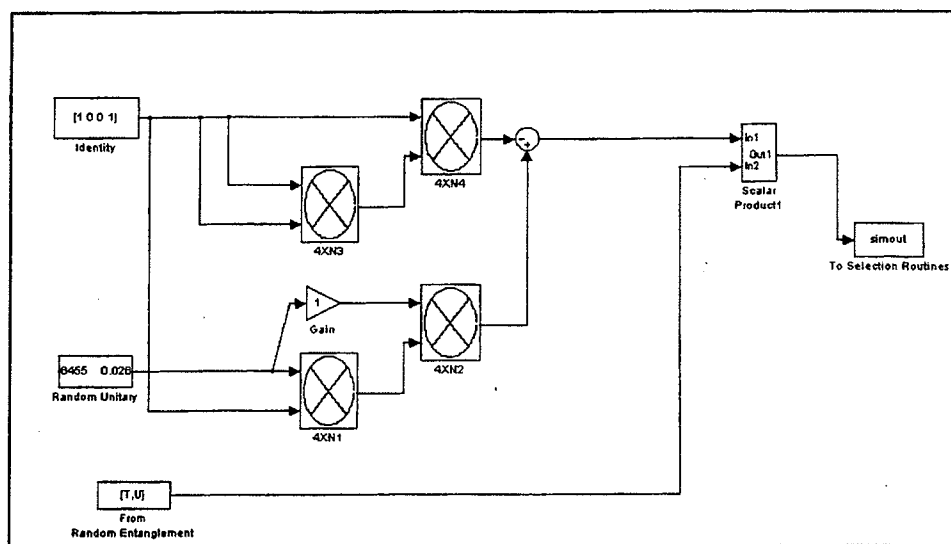 [1 0 0 1]
Identity
4XN4
4XN3
-
+
In1
Out1
In2
Scalar
Product1
simout
To Selection Routines
1
Gain
4XN2
6455 0.026
Random Unitary
4XN1
[T,U]
From
Random Entanglement